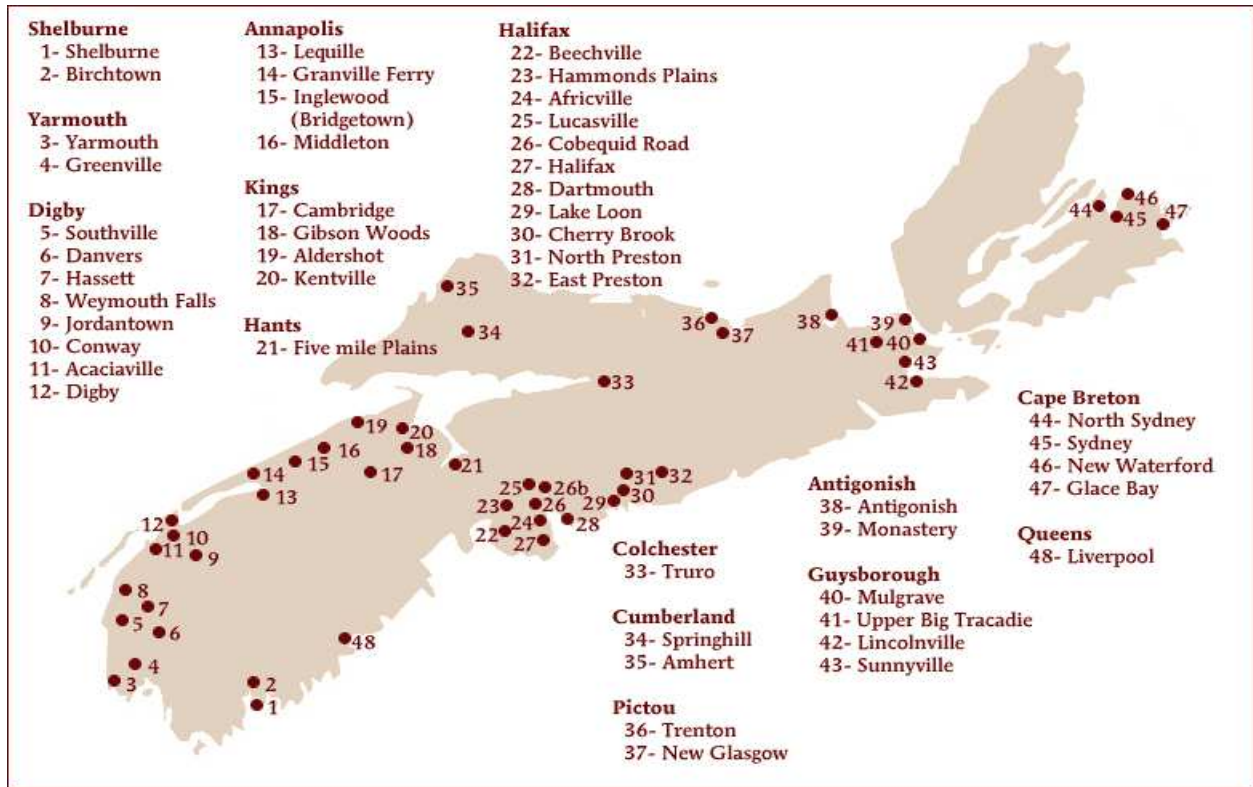 Shelburne
1- Shelburne
2- Birchtown
Yarmouth
3- Yarmouth
4- Greenville
Digby
5- Southville
6- Danvers
7- Hassett
8- Weymouth Falls
9- Jordantown
10- Conway
11- Acaciaville
12- Digby
Annapolis
13- Lequille
14- Granville Ferry
15- Inglewood
(Bridgetown)
16- Middleton
Kings
17- Cambridge
18- Gibson Woods
19- Aldershot
20- Kentville
Hants
21- Five mile Plains
Halifax
22- Beechville
23- Hammonds Plains
24- Africville
25- Lucasville
26- Cobequid Road
27- Halifax
28- Dartmouth
29- Lake Loon
30- Cherry Brook
31- North Preston
32- East Preston
Colchester
33- Truro
Cumberland
34- Springhill
35- Amhert
Pictou
36- Trenton
37- New Glasgow
Antigonish
38- Antigonish
39- Monastery
Guysborough
40- Mulgrave
41- Upper Big Tracadie
42- Lincolnville
43- Sunnyville
Cape Breton
44- North Sydney
45- Sydney
46- New Waterford
47- Glace Bay
Queens
48- Liverpool
46
44
45
47
35
34
36
37
38
39
41
40
43
42
33
19
20
16
18
15
17
21
14
13
25
26b
31
32
23
26
29
30
12
24
28
22
27
10
11
9
8
7
5
6
48
4
3
2
1